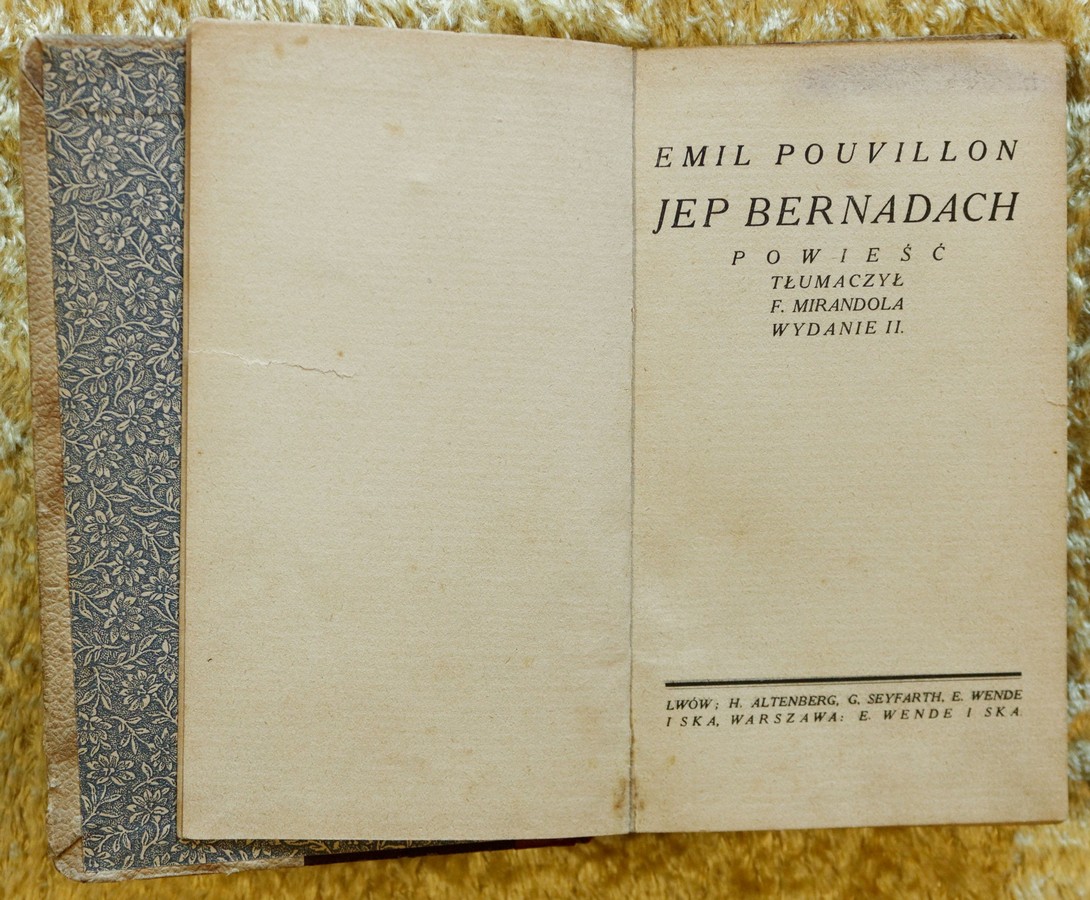 EMIL POUVILLON
JEP BERNADACH
POWIEŚĆ
TŁUMACZYŁ
F. MIRANDOLA
WYDANIE II.
LWÓW; H. ALTENBERG, G. SEYFARTH, E. WENDE
I SKA, WARSZAWA: E. WENDE I SKA.